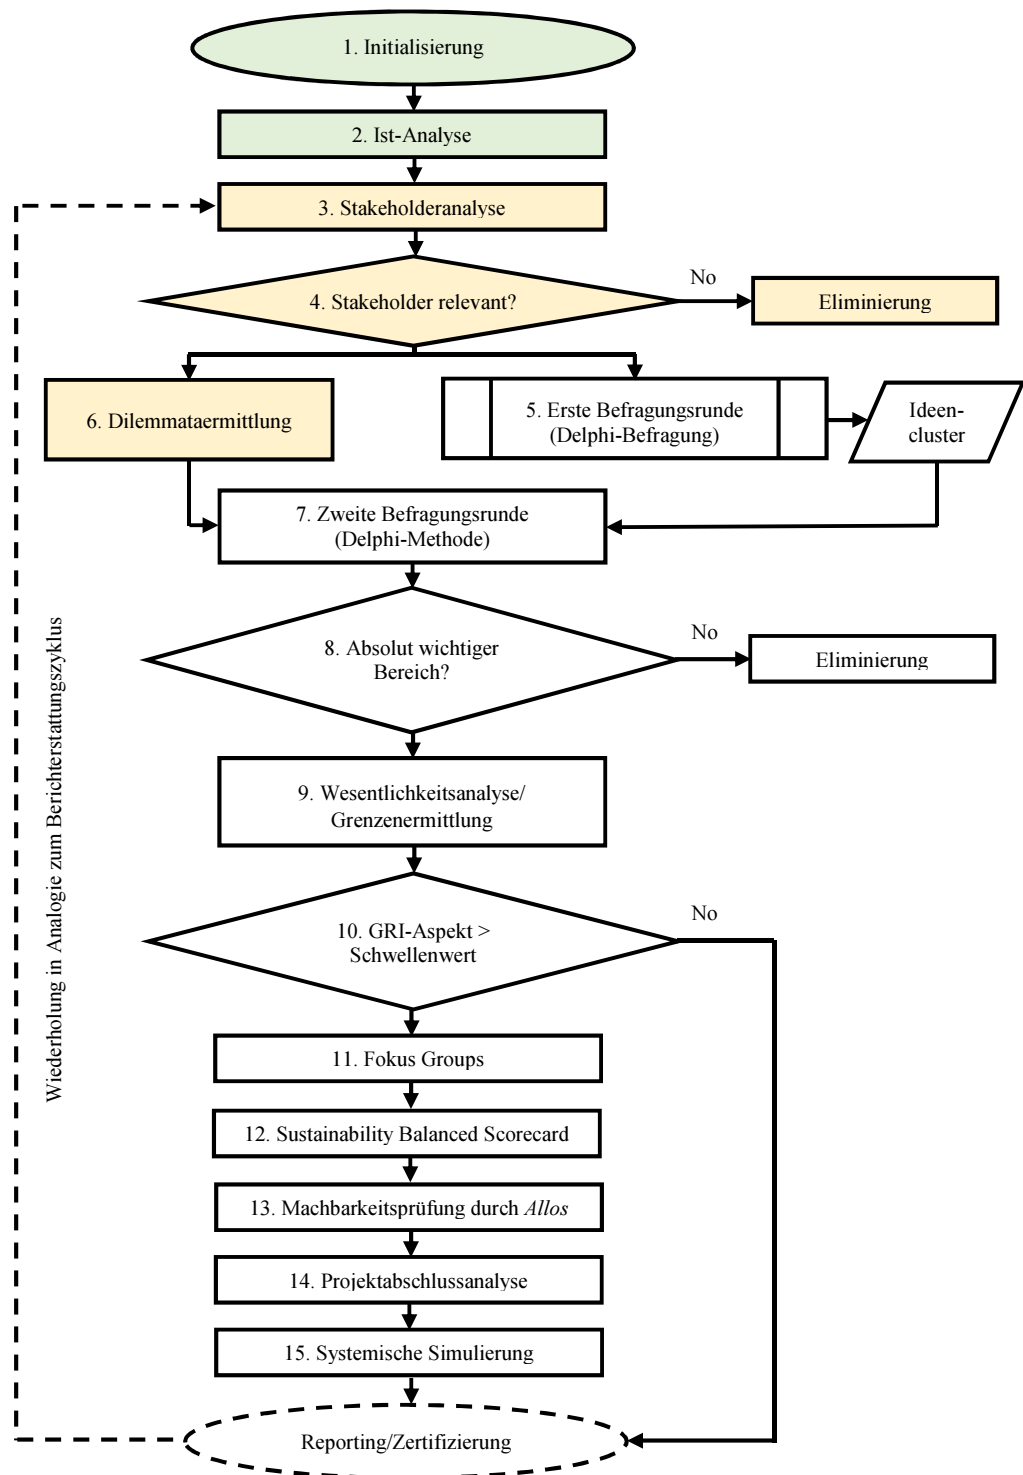 1. Initialisierung
2. Ist-Analyse
3. Stakeholderanalyse
4. Stakeholder relevant?
No
Eliminierung
6. Dilemmataermittlung
5. Erste Befragungsrunde
(Delphi-Befragung)
Ideen-
cluster
7. Zweite Befragungsrunde
(Delphi-Methode)
8. Absolut wichtiger
Bereich?
No
Eliminierung
Wiederholung in Analogie zum Berichterstattungszyklus
9. Wesentlichkeitsanalyse/
Grenzenermittlung
10. GRI-Aspekt >
Schwellenwert
No
11. Fokus Groups
12. Sustainability Balanced Scorecard
13. Machbarkeitsprüfung durch Allos
14. Projektabschlussanalyse
15. Systemische Simulierung
Reporting/Zertifizierung